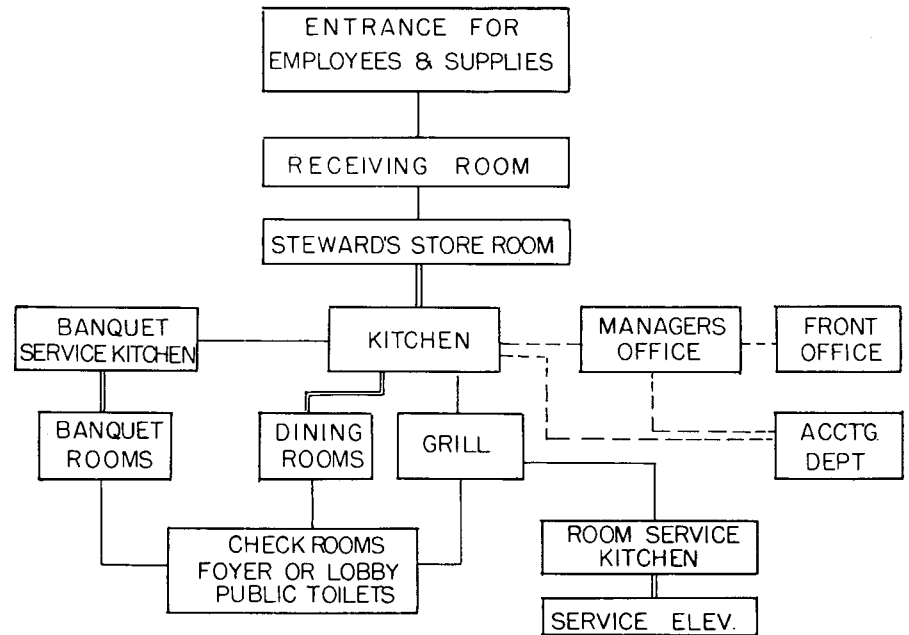 ENTRANCE FOR
EMPLOYEES & SUPPLIES
RECEIVING ROOM
STEWARD'S STORE ROOM
BANQUET
SERVICE KITCHEN
KITCHEN
MANAGERS
OFFICE
FRONT
OFFICE
BANQUET
ROOMS
DINING
ROOMS
GRILL
ACCT'G.
DEPT
CHECK ROOMS
FOYER OR LOBBY
PUBLIC TOILETS
ROOM SERVICE
KITCHEN
SERVICE ELEV.